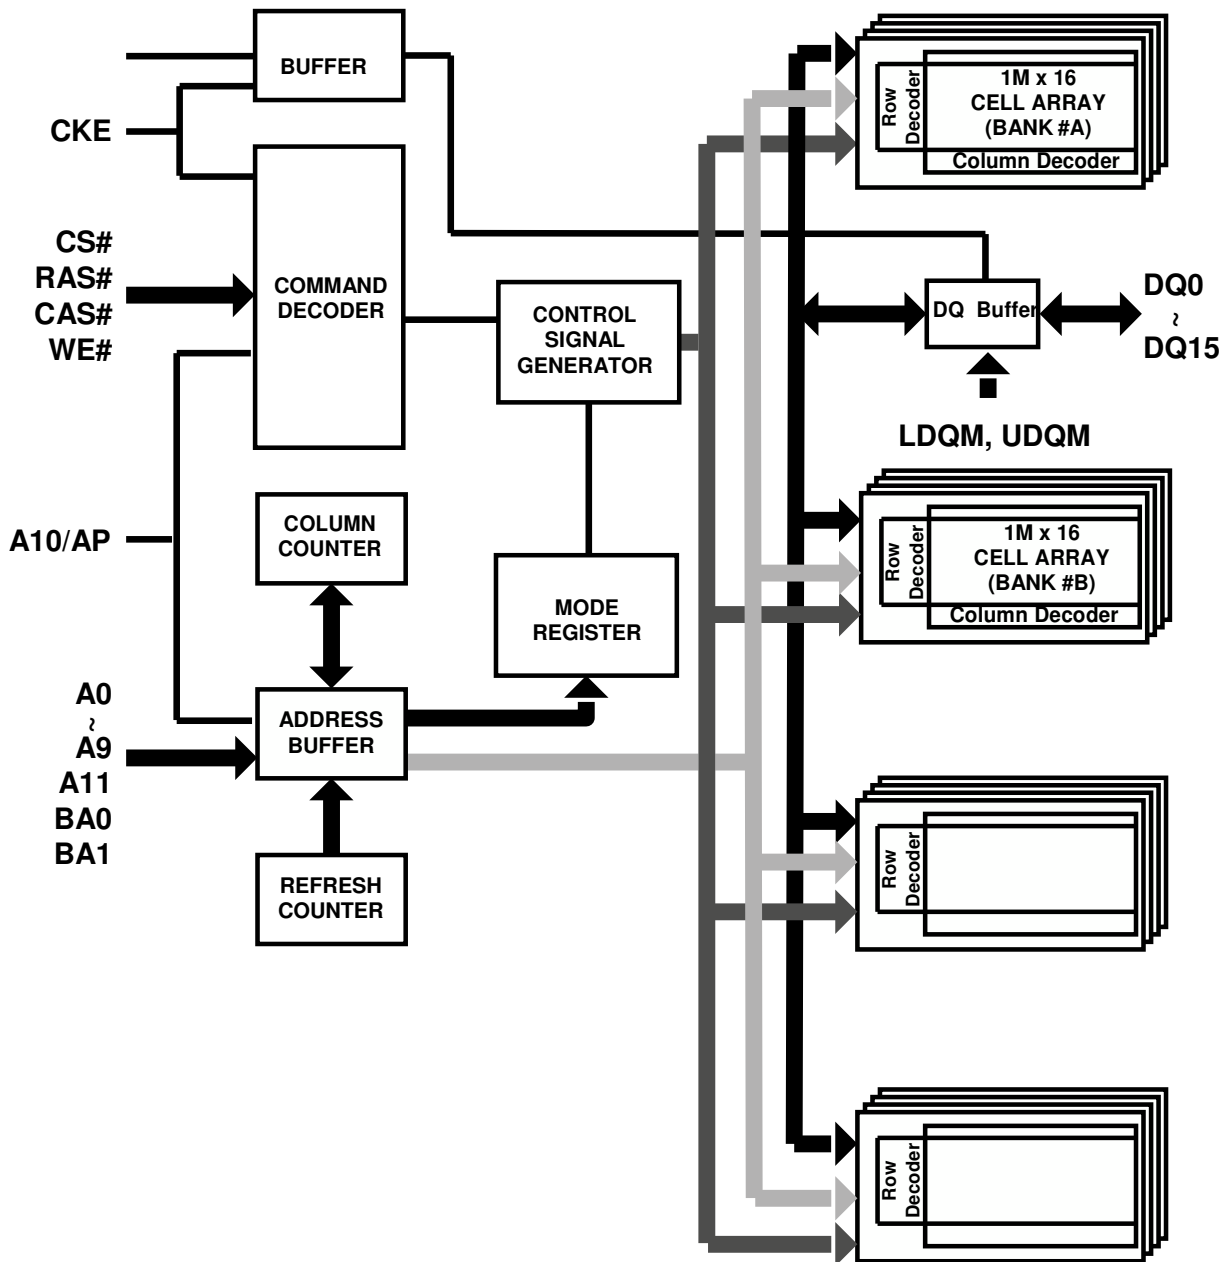 BUFFER
CKE
CS#
RAS#
CAS#
WE#
COMMAND
DECODER
CONTROL
SIGNAL
GENERATOR
A10/AP
COLUMN
COUNTER
MODE
REGISTER
A0
~
A9
A11
BA0
BA1
ADDRESS
BUFFER
REFRESH
COUNTER
Row
Decoder
1M x 16
CELL ARRAY
(BANK #A)
Column Decoder
DQ Buffer
DQ0
~
DQ15
LDQM, UDQM
Row
Decoder
1M x 16
CELL ARRAY
(BANK #B)
Column Decoder
Row
Decoder
Row
Decoder